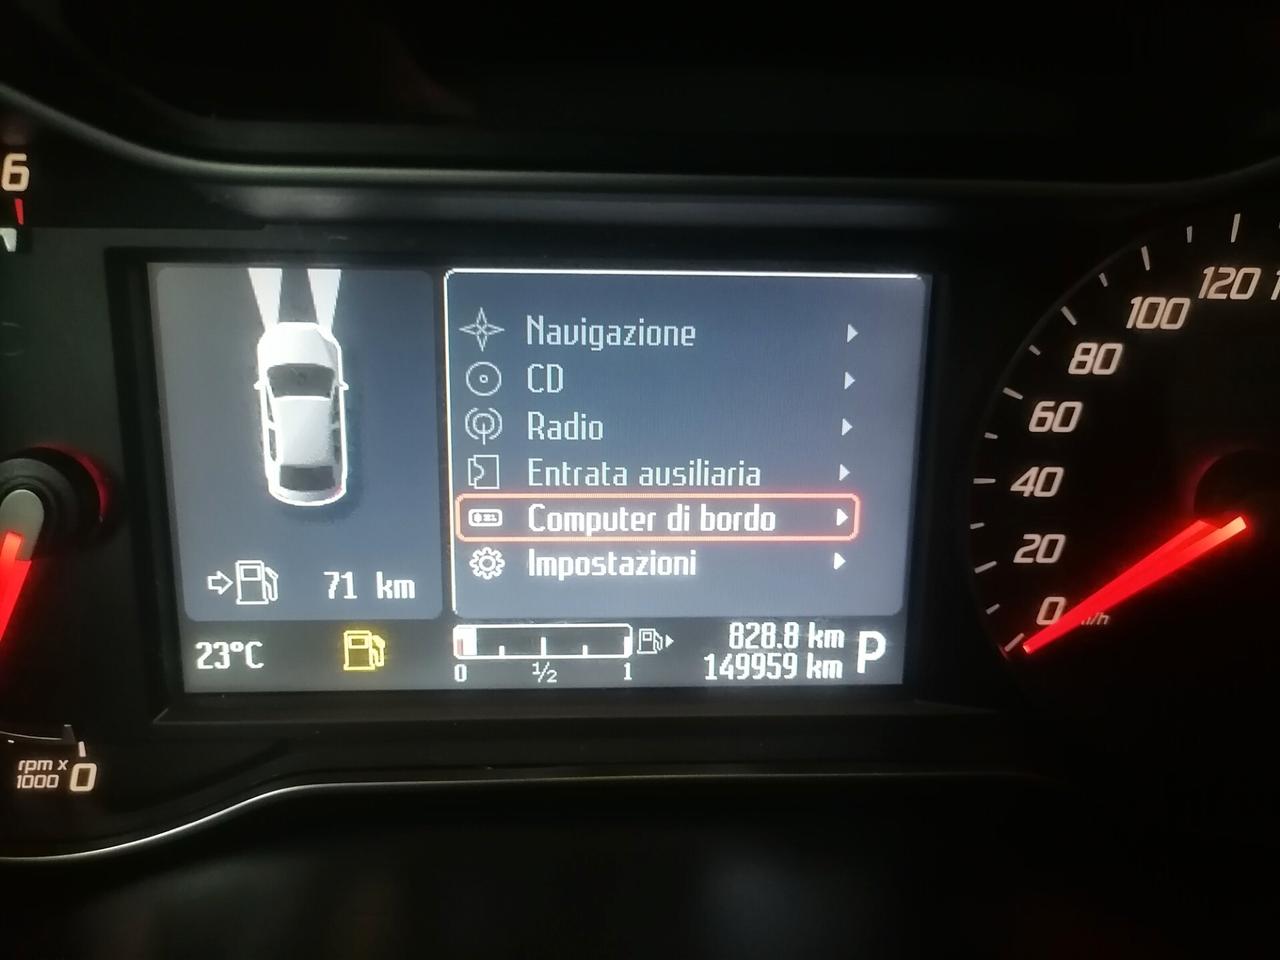 6
Navigazione
CD
Radio
Entrata ausiliaria
Computer di bordo
Impostazioni
71 km
23°C
0 1/2 1
828.8 km
149959 km
P
rpm x
1000 0
120
100
80
60
40
20
0